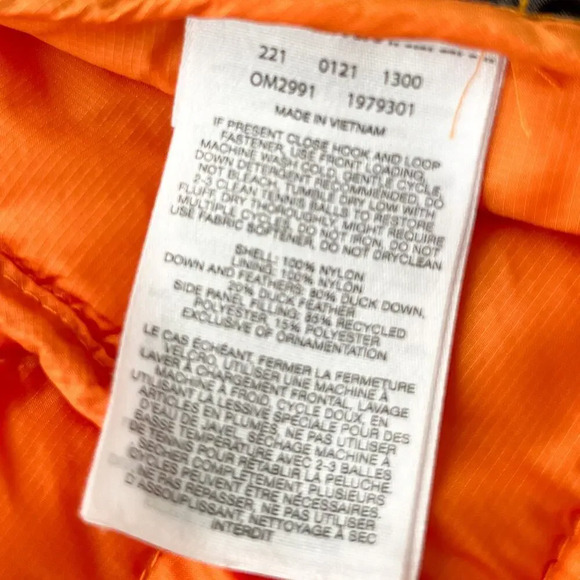 221 0121 1300
OM2991 1979301
MADE IN VIETNAM
IF PRESENT CLOSE HOOK AND LOOP
FASTENER, USE FRONT LOADING
MACHINE WASH COLD, GENTLE CYCLE,
DOWN DETERGENT RECOMMENDED, DO
NOT BLEACH, TUMBLE DRY LOW WITH
2-3 CLEAN TENNIS BALLS TO RESTORE
FLUFF, DRY THOROUGHLY MIGHT REQUIRE
MULTIPLE CYCLES, DO NOT IRON, DO NOT
USE FABRIC SOFTENER, DO NOT DRYCLEAN
SHELL: 100% NYLON
LINING: 100% NYLON
DOWN AND FEATHERS: 80% DUCK DOWN,
20% DUCK FEATHER
SIDE PANEL FILLING: 85% RECYCLED
POLYESTER, 15% POLYESTER
EXCLUSIVE OF ORNAMENTATION
LE CAS ÉCHÉANT, FERMER LA FERMETURE
VELCRO, UTILISER UNE MACHINE À
LAVER À CHARGEMENT FRONTAL, LAVAGE
MACHINE À FROID, CYCLE DOUX, EN
UTILISANT LA LESSIVE SPÉCIALE POUR DES
ARTICLES EN PLUMES, NE PAS UTILISER
D'EAU DE JAVEL, SÉCHAGE MACHINE À
BASSE TEMPÉRATURE AVEC 2-3 BALLES
DE TENNIS POUR RÉTABLIR LA PELUCHE,
SÉCHER COMPLÈTEMENT, PLUSIEURS
CYCLES PEUVENT ÊTRE NÉCESSAIRES,
NE PAS REPASSER, NE PAS UTILISER
D'ASSOUPLISSANT, NETTOYAGE À SEC
INTERDIT